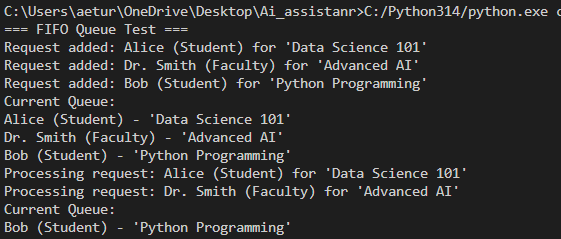 C:\Users\aetur\OneDrive\Desktop\Ai_assistanr>C:/Python314/python.exe c
=== FIFO Queue Test ===
Request added: Alice (Student) for 'Data Science 101'
Request added: Dr. Smith (Faculty) for 'Advanced AI'
Request added: Bob (Student) for 'Python Programming'
Current Queue:
Alice (Student) - 'Data Science 101'
Dr. Smith (Faculty) - 'Advanced AI'
Bob (Student) - 'Python Programming'
Processing request: Alice (Student) for 'Data Science 101'
Processing request: Dr. Smith (Faculty) for 'Advanced AI'
Current Queue:
Bob (Student) - 'Python Programming'